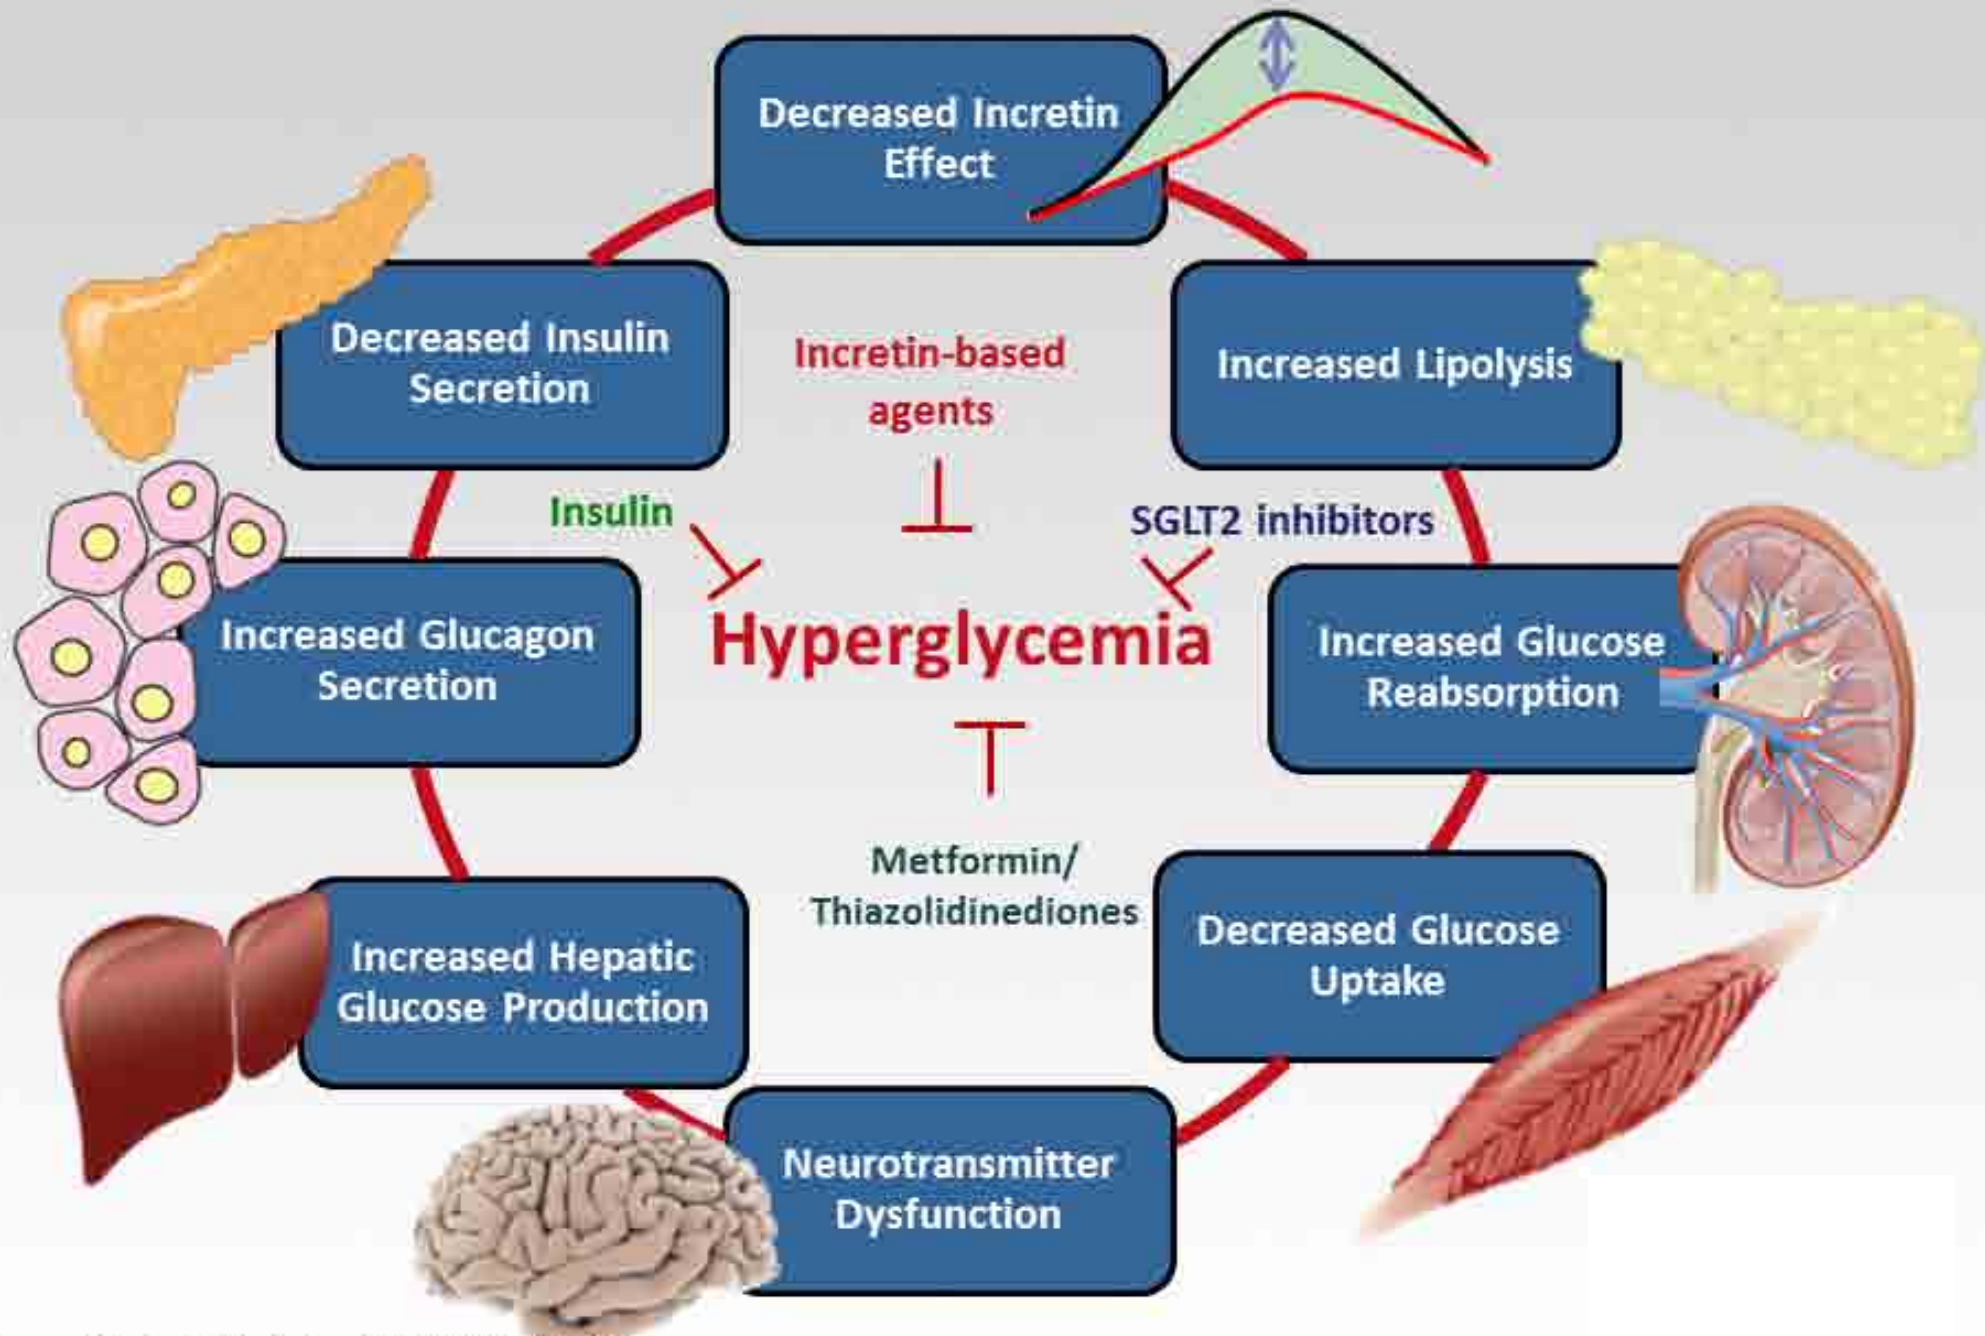 Decreased Incretin
Effect
Decreased Insulin
Secretion
Incretin-based
agents
Increased Lipolysis
Insulin
SGLT2 inhibitors
Increased Glucagon
Secretion
Hyperglycemia
Increased Glucose
Reabsorption
Metformin/
Thiazolidinediones
Increased Hepatic
Glucose Production
Decreased Glucose
Uptake
Neurotransmitter
Dysfunction